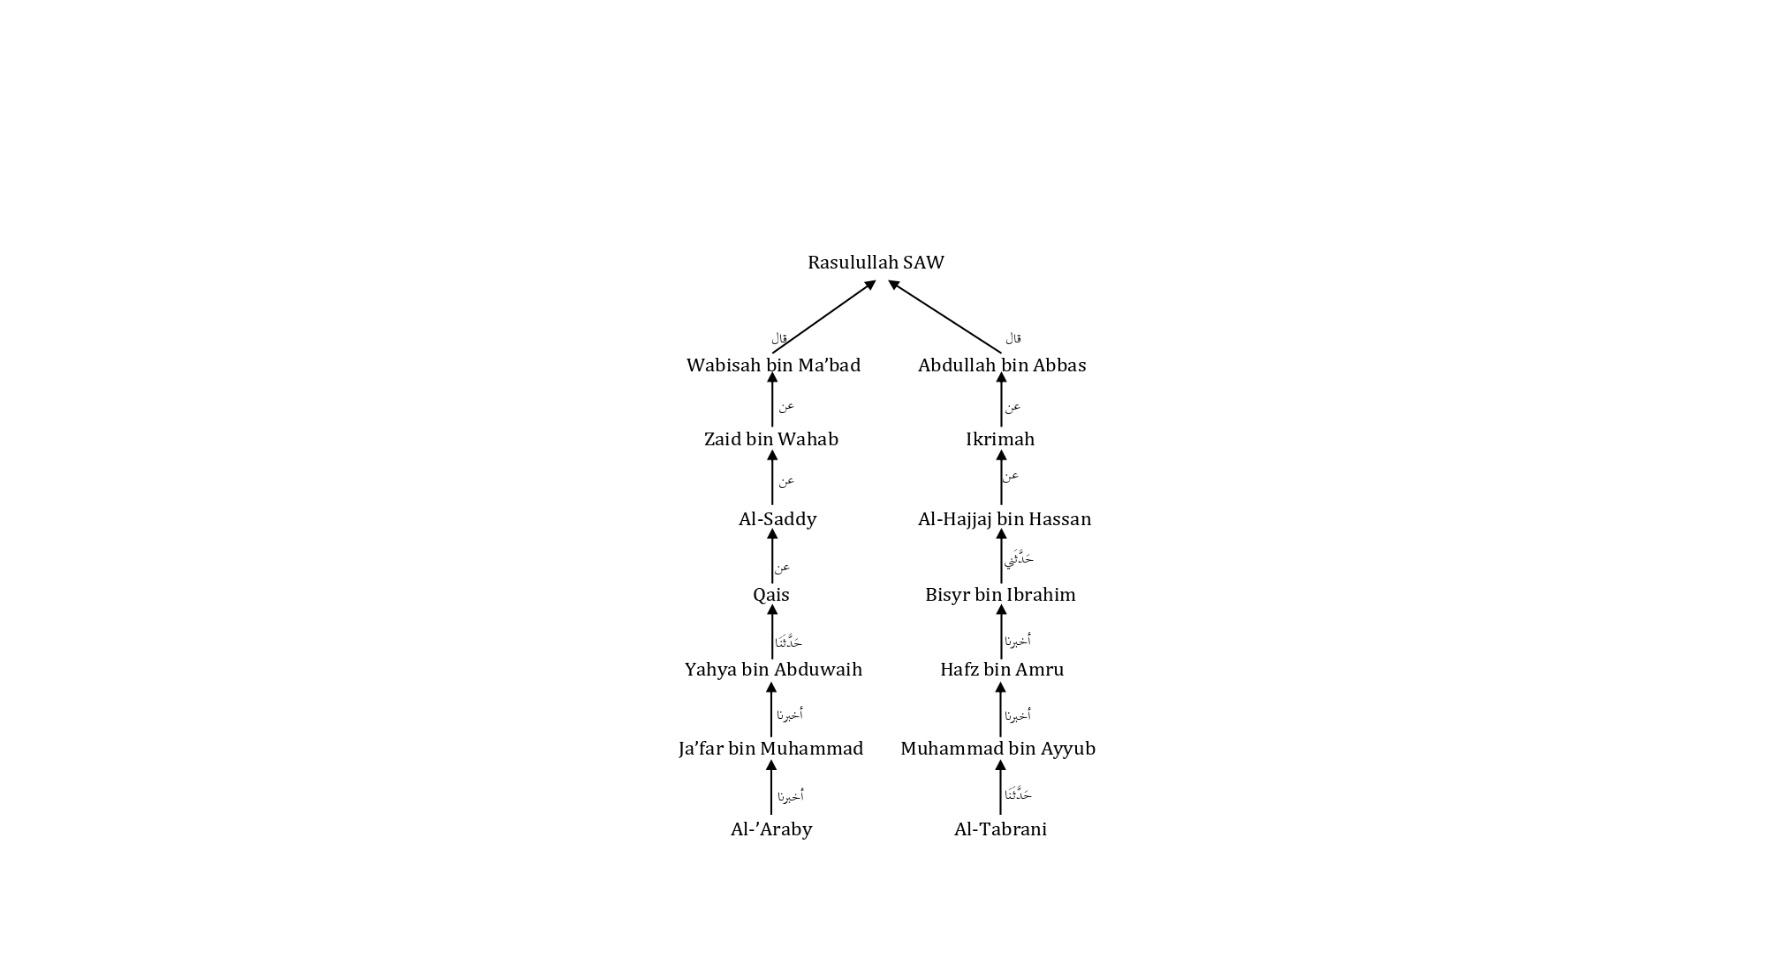 Rasulullah SAW
قال قال
Wabisah bin Ma’bad Abdullah bin Abbas
عن عن
Zaid bin Wahab Ikrimah
عن عن
Al-Saddy Al-Hajjaj bin Hassan
عن حَدَّثَني
Qais Bisyr bin Ibrahim
حَدَّثَنَا أخبرنا
Yahya bin Abduwaih Hafz bin Amru
أخبرنا أخبرنا
Ja’far bin Muhammad Muhammad bin Ayyub
أخبرنا حَدَّثَنَا
Al-’Araby Al-Tabrani